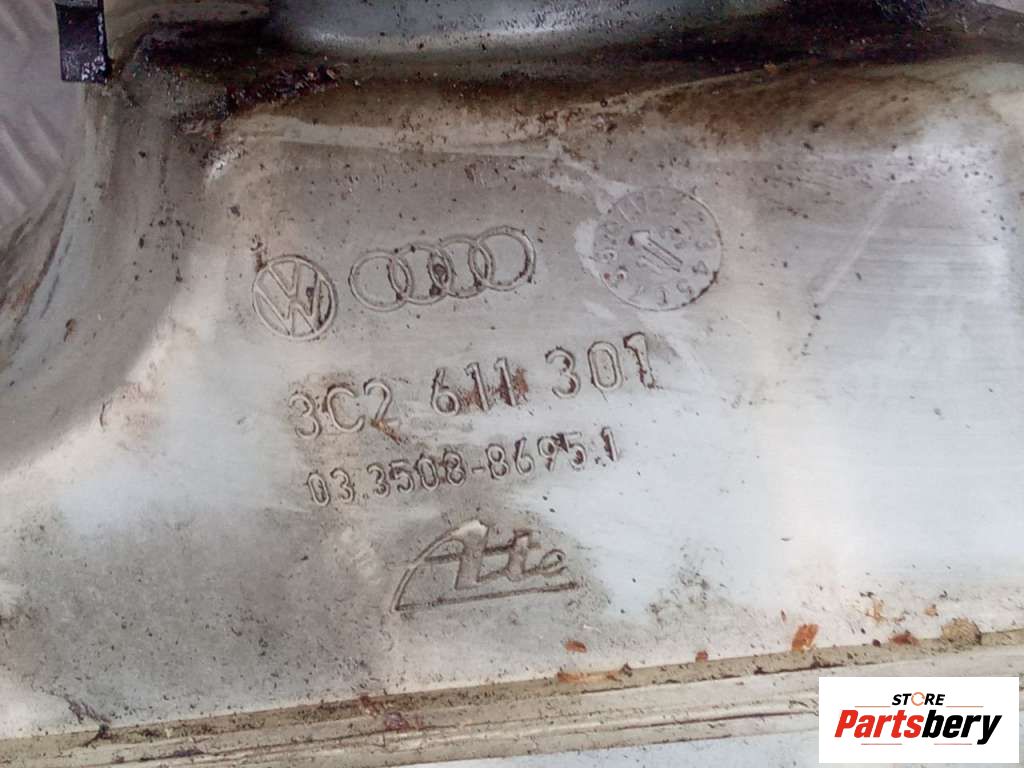 3C2 611 301
03.3508-8695.1
Ate
STORE
Partsbery